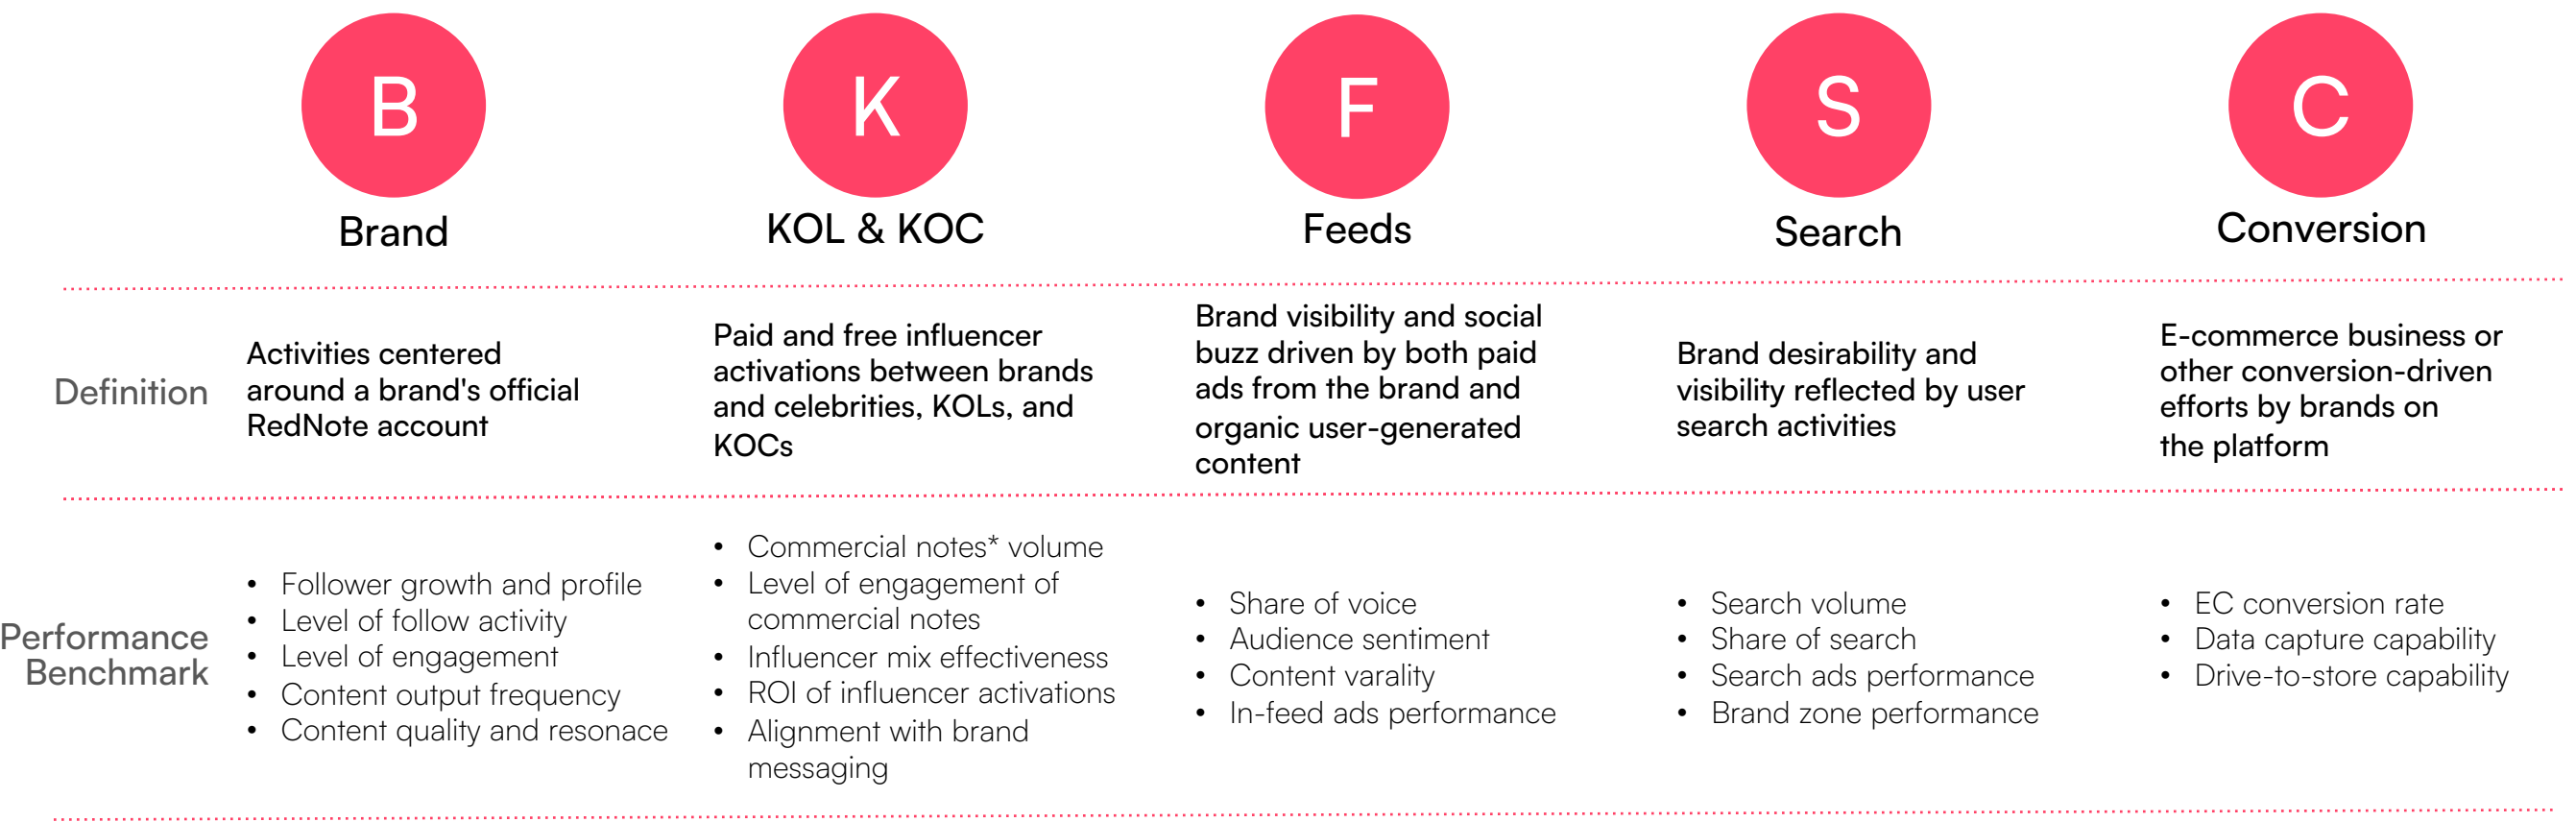 B
K
F
S
C
Brand
KOL & KOC
Feeds
Search
Conversion
Definition
Activities centered
around a brand's official
RedNote account
Paid and free influencer
activations between brands
and celebrities, KOLs, and
KOCs
Brand visibility and social
buzz driven by both paid
ads from the brand and
organic user-generated
content
Brand desirability and
visibility reflected by user
search activities
E-commerce business or
other conversion-driven
efforts by brands on
the platform
Performance
Benchmark
• Follower growth and profile
• Level of follow activity
• Level of engagement
• Content output frequency
• Content quality and resonace
• Commercial notes* volume
• Level of engagement of
commercial notes
• Influencer mix effectiveness
• ROI of influencer activations
• Alignment with brand
messaging
• Share of voice
• Audience sentiment
• Content varality
• In-feed ads performance
• Search volume
• Share of search
• Search ads performance
• Brand zone performance
• EC conversion rate
• Data capture capability
• Drive-to-store capability